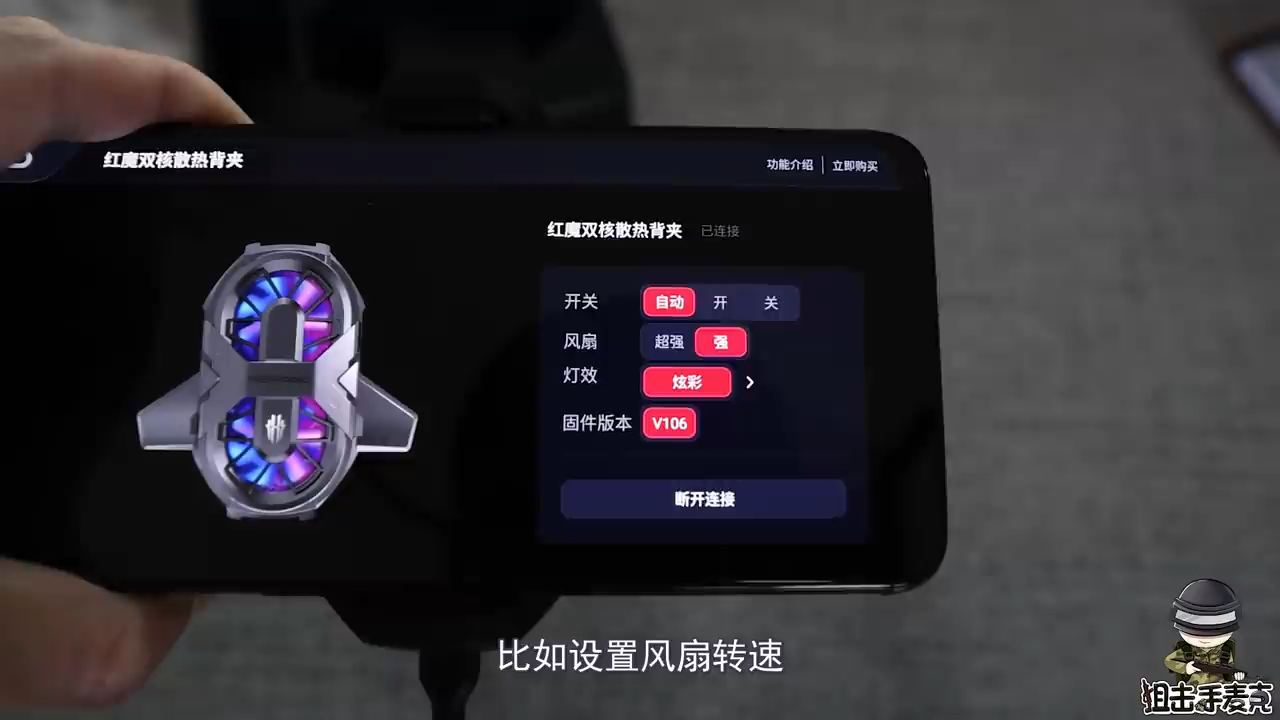 红魔双核散热背夹
功能介绍 | 立即购买
红魔双核散热背夹 已连接
开关 自动 开 关
风扇 超强 强
灯效 炫彩 >
固件版本 V106
断开连接
比如设置风扇转速
狙击手麦克